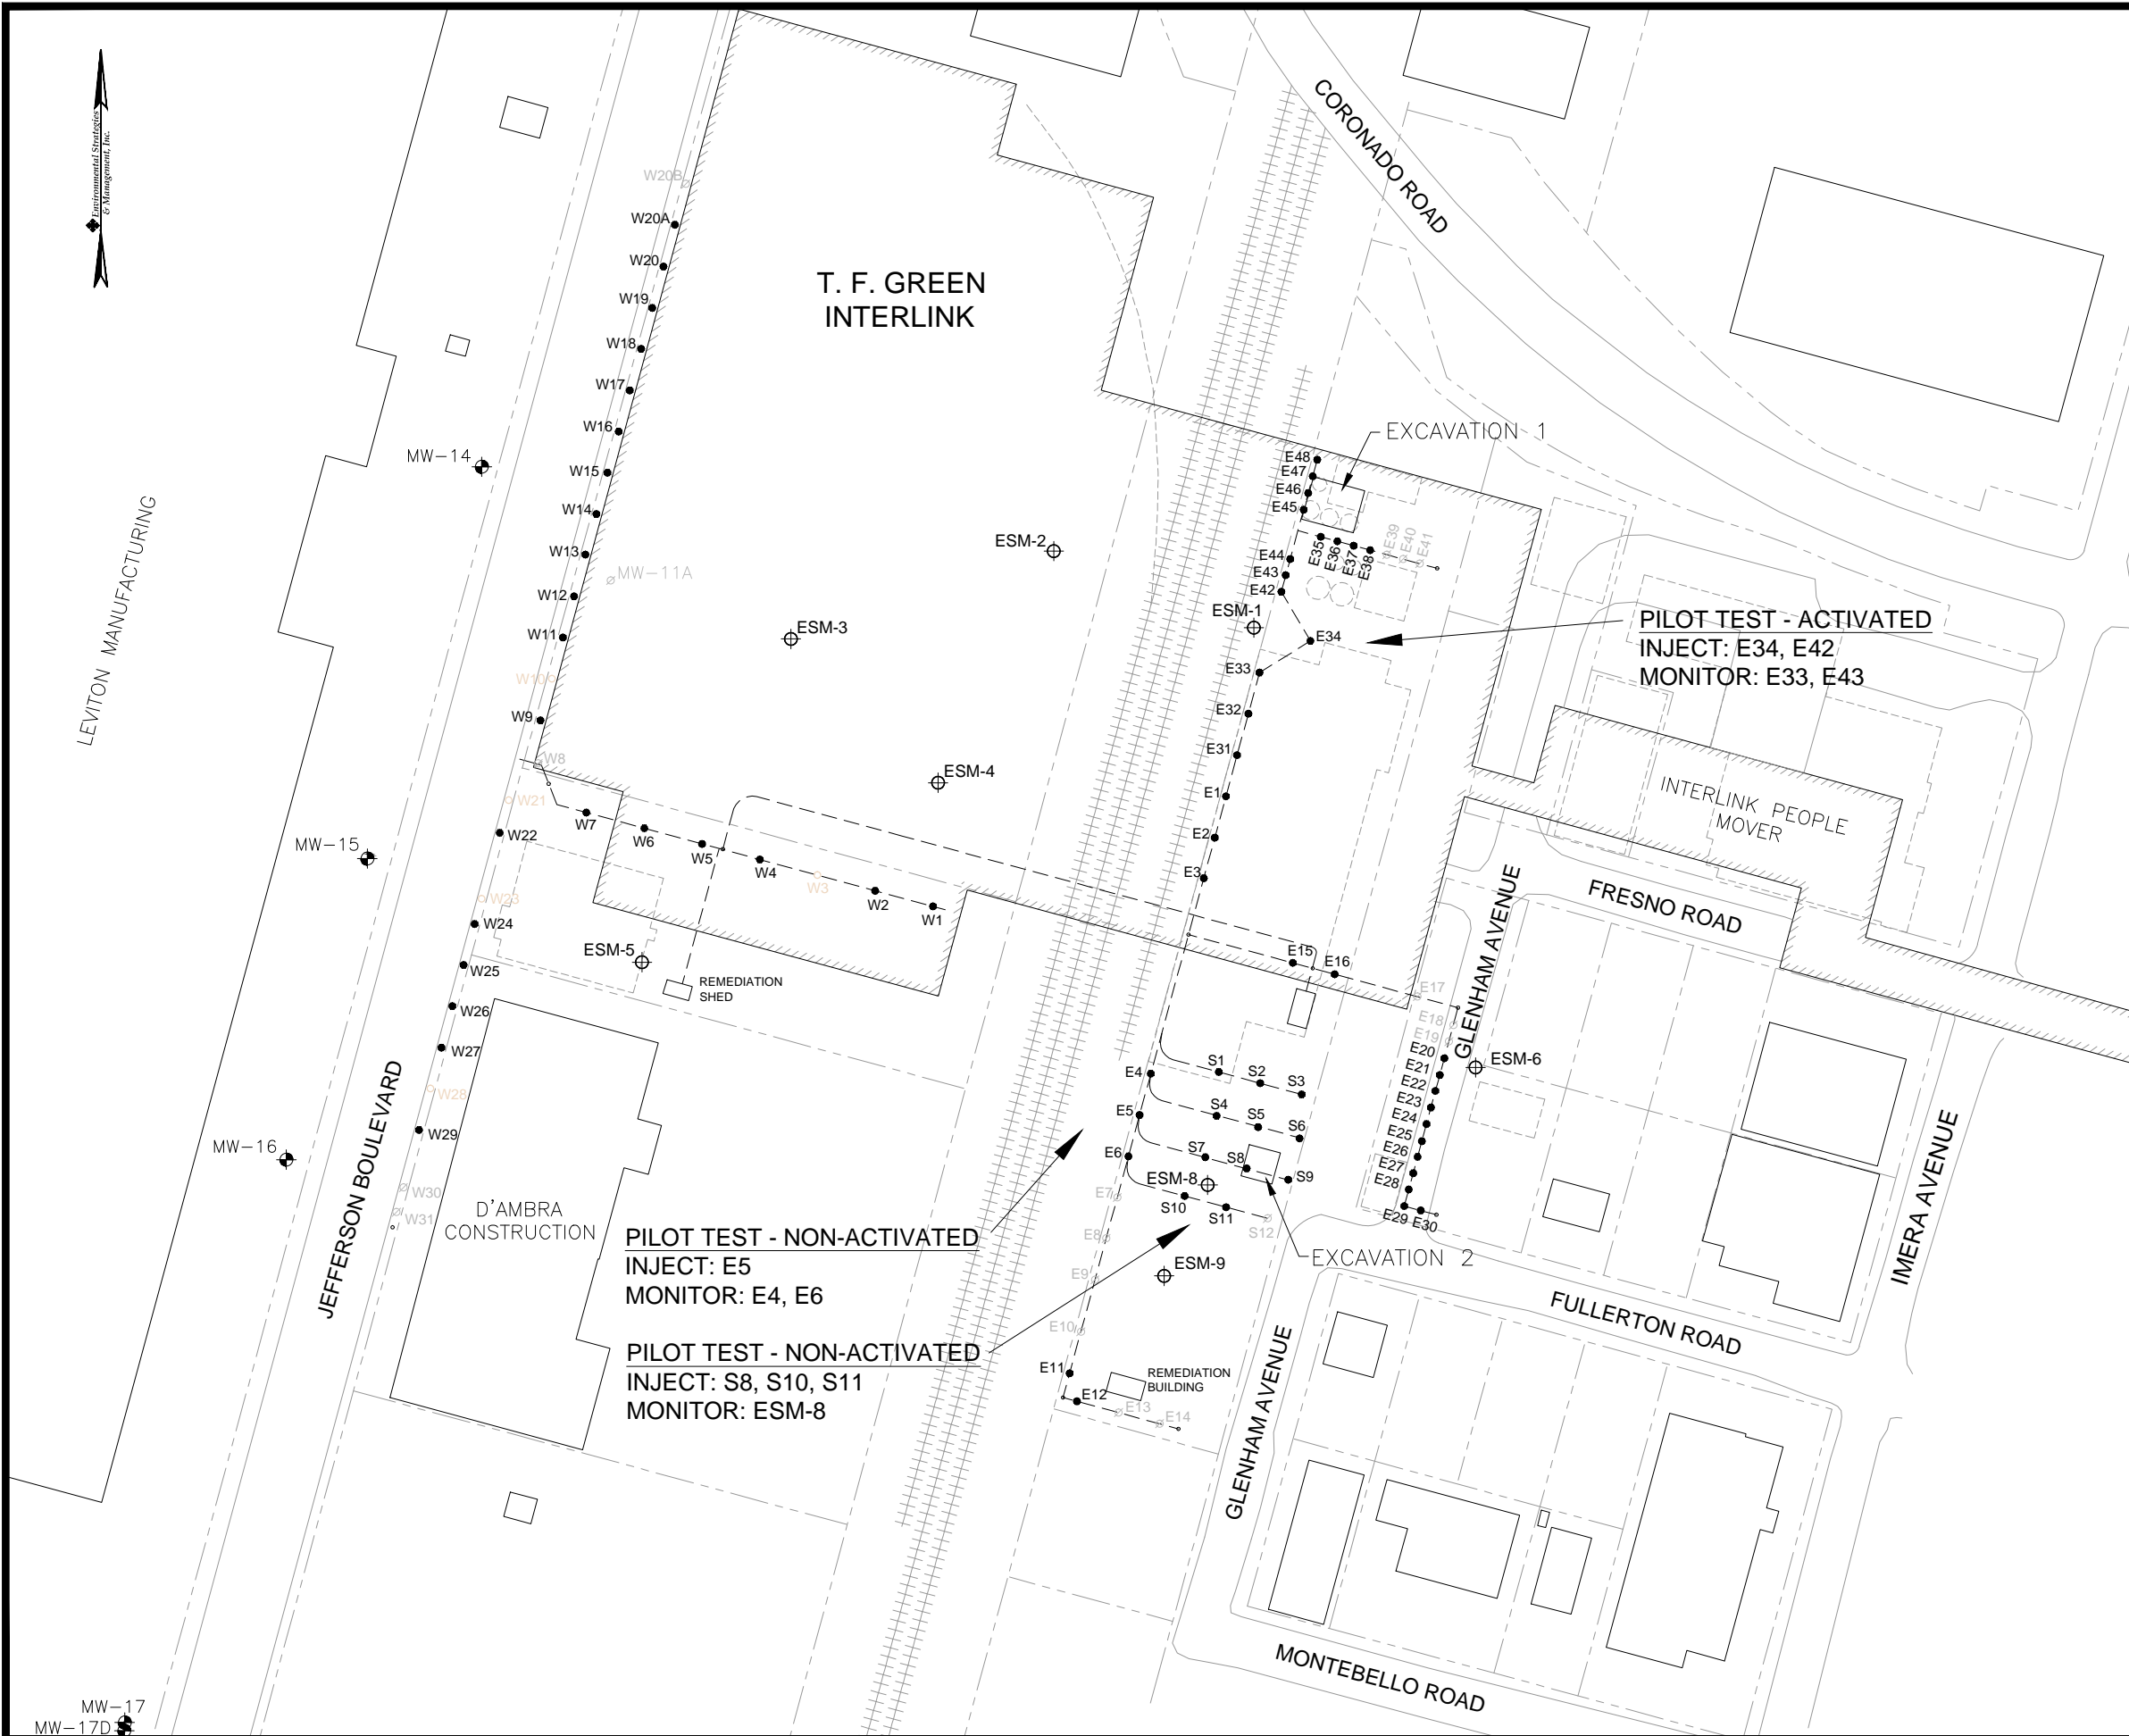 Environmental Strategies
& Management, Inc.
CORONADO ROAD
W20B
W20A
W20
W19
W18
W17
W16
W15
W14
W13
W12
W11
W10
W9
W8
T. F. GREEN
INTERLINK
MW-14
MW-11A
LEVITON MANUFACTURING
ESM-2
ESM-3
ESM-4
ESM-1
EXCAVATION 1
E48
E47
E46
E45
E44
E43
E42
E35
E36
E37
E38
E39
E40
E41
E34
E33
E32
E31
E1
E2
E3
PILOT TEST - ACTIVATED
INJECT: E34, E42
MONITOR: E33, E43
INTERLINK PEOPLE
MOVER
FRESNO ROAD
GLENHAM AVENUE
W21
W22
W23
W24
W25
W26
W27
W28
W29
W30
W31
W7
W6
W5
W4
W3
W2
W1
MW-15
MW-16
ESM-5
REMEDIATION
SHED
E15
E16
E17
E18
E19
E20
E21
E22
E23
E24
E25
E26
E27
E28
E29
E30
ESM-6
S1
S2
S3
S4
S5
S6
S7
S8
S9
S10
S11
S12
E4
E5
E6
E7
E8
E9
E10
E11
E12
E13
E14
ESM-8
ESM-9
EXCAVATION 2
JEFFERSON BOULEVARD
D'AMBRA
CONSTRUCTION
PILOT TEST - NON-ACTIVATED
INJECT: E5
MONITOR: E4, E6
PILOT TEST - NON-ACTIVATED
INJECT: S8, S10, S11
MONITOR: ESM-8
REMEDIATION
BUILDING
GLENHAM AVENUE
FULLERTON ROAD
IMERA AVENUE
MONTEBELLO ROAD
MW-17
MW-17D